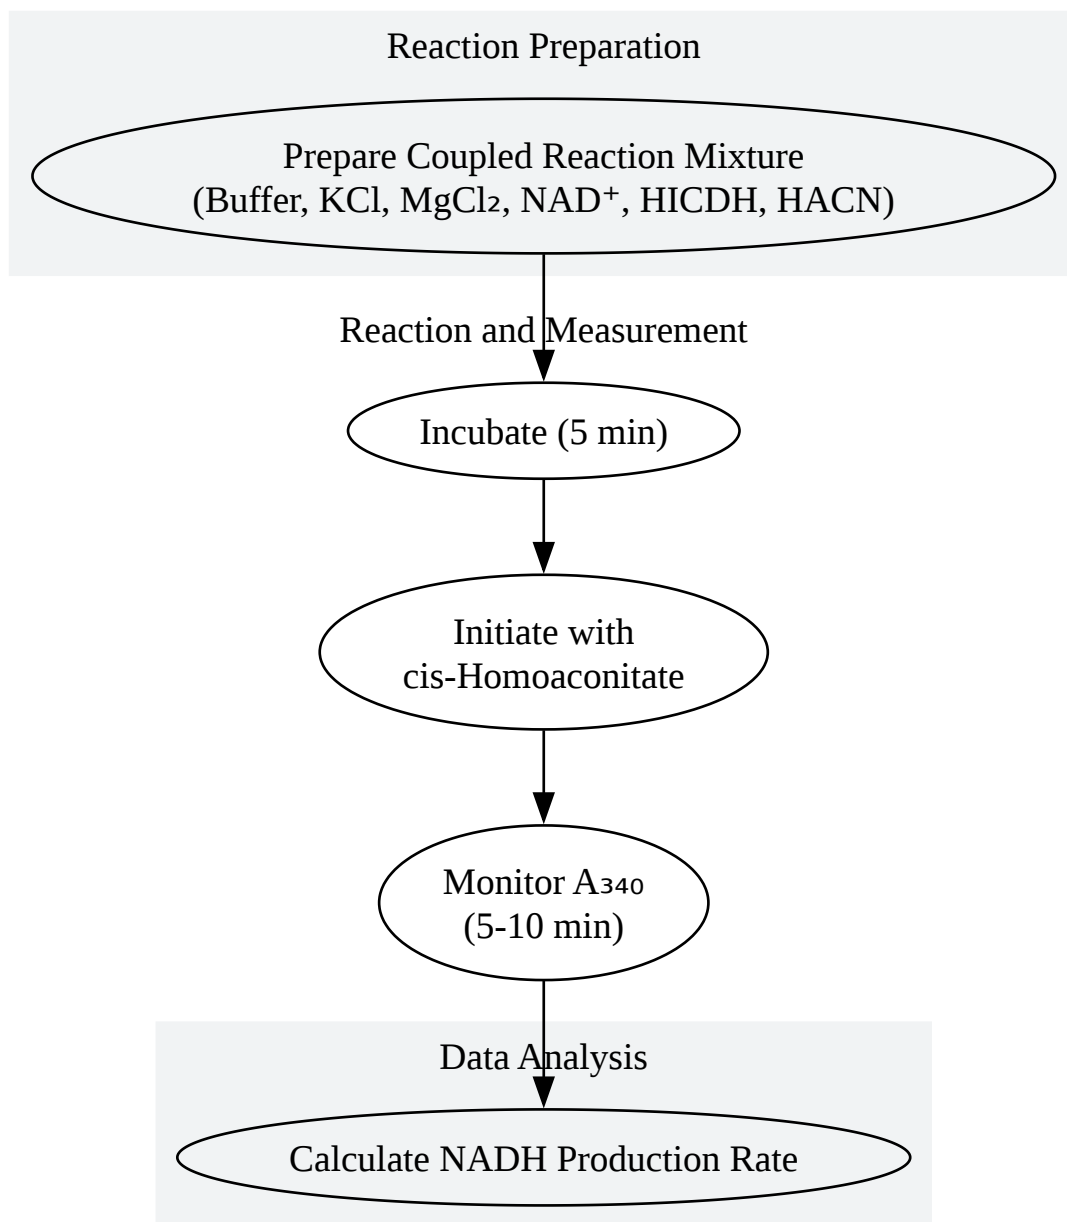 Reaction Preparation
Prepare Coupled Reaction Mixture
(Buffer, KCl, MgCl₂, NAD⁺, HICDH, HACN)
Reaction and Measurement
Incubate (5 min)
Initiate with
cis-Homoaconitate
Monitor A₃₄₀
(5-10 min)
Data Analysis
Calculate NADH Production Rate